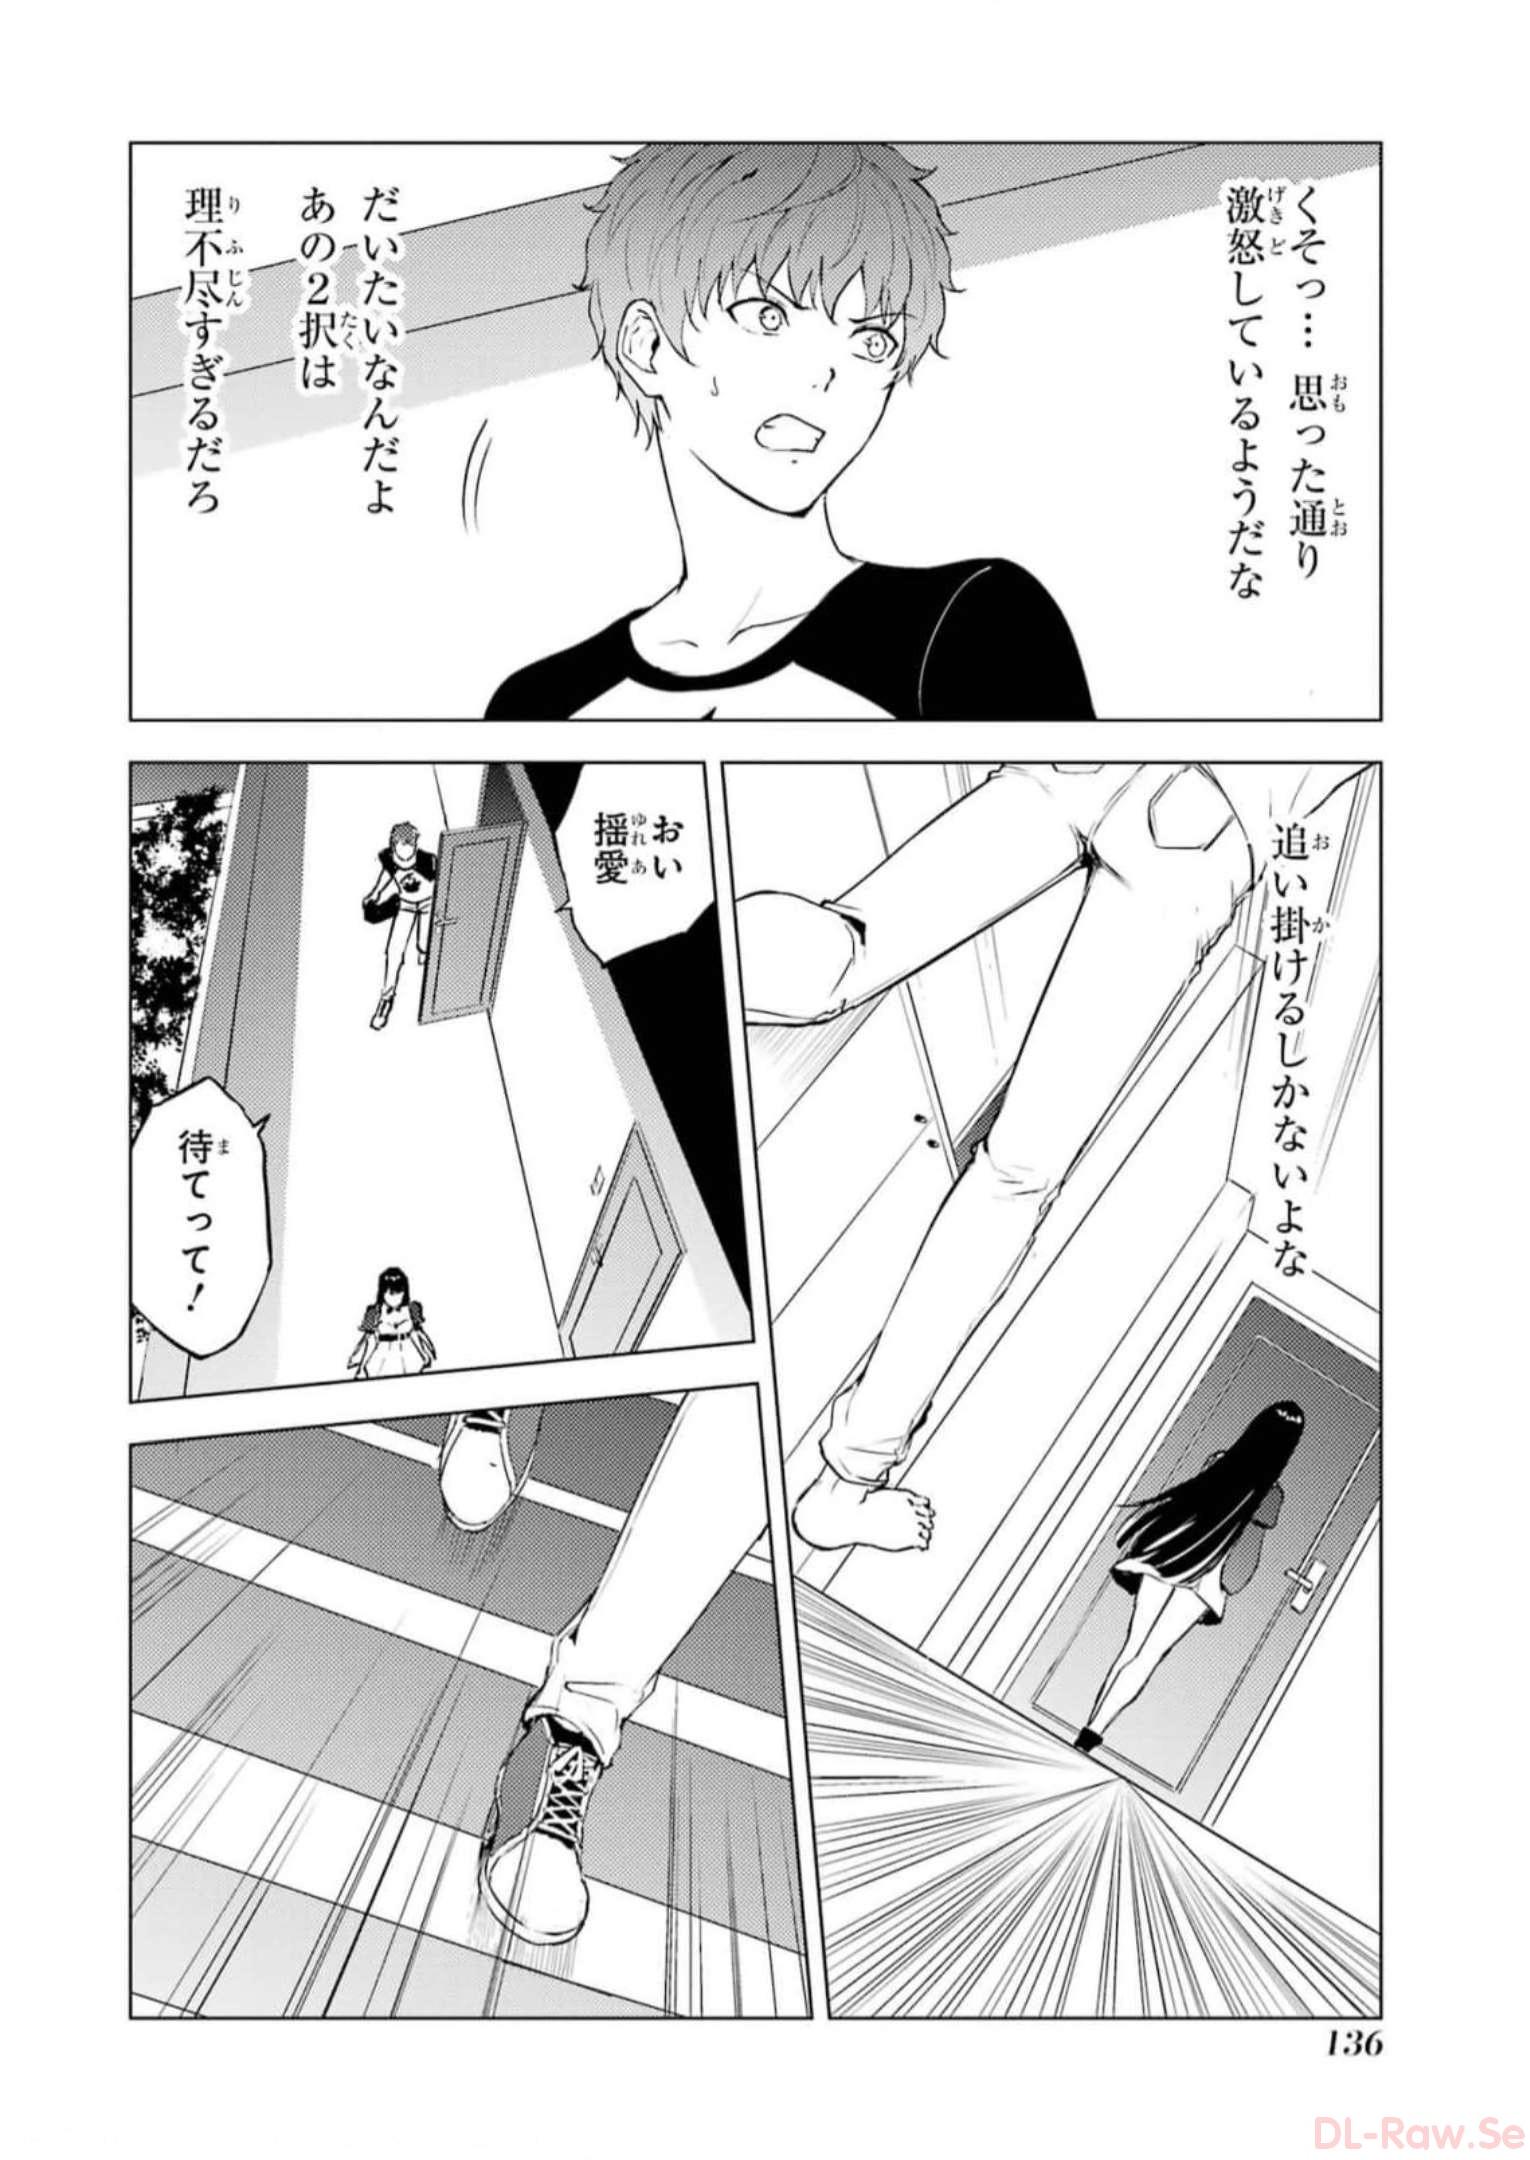 くそっ… 思った通り
激怒しているようだな
だいたいなんだよ
あの2択は
理不尽すぎるだろ
追い掛けるしかないよな
おい
揺愛
待てって！
136
DL-Raw.Se